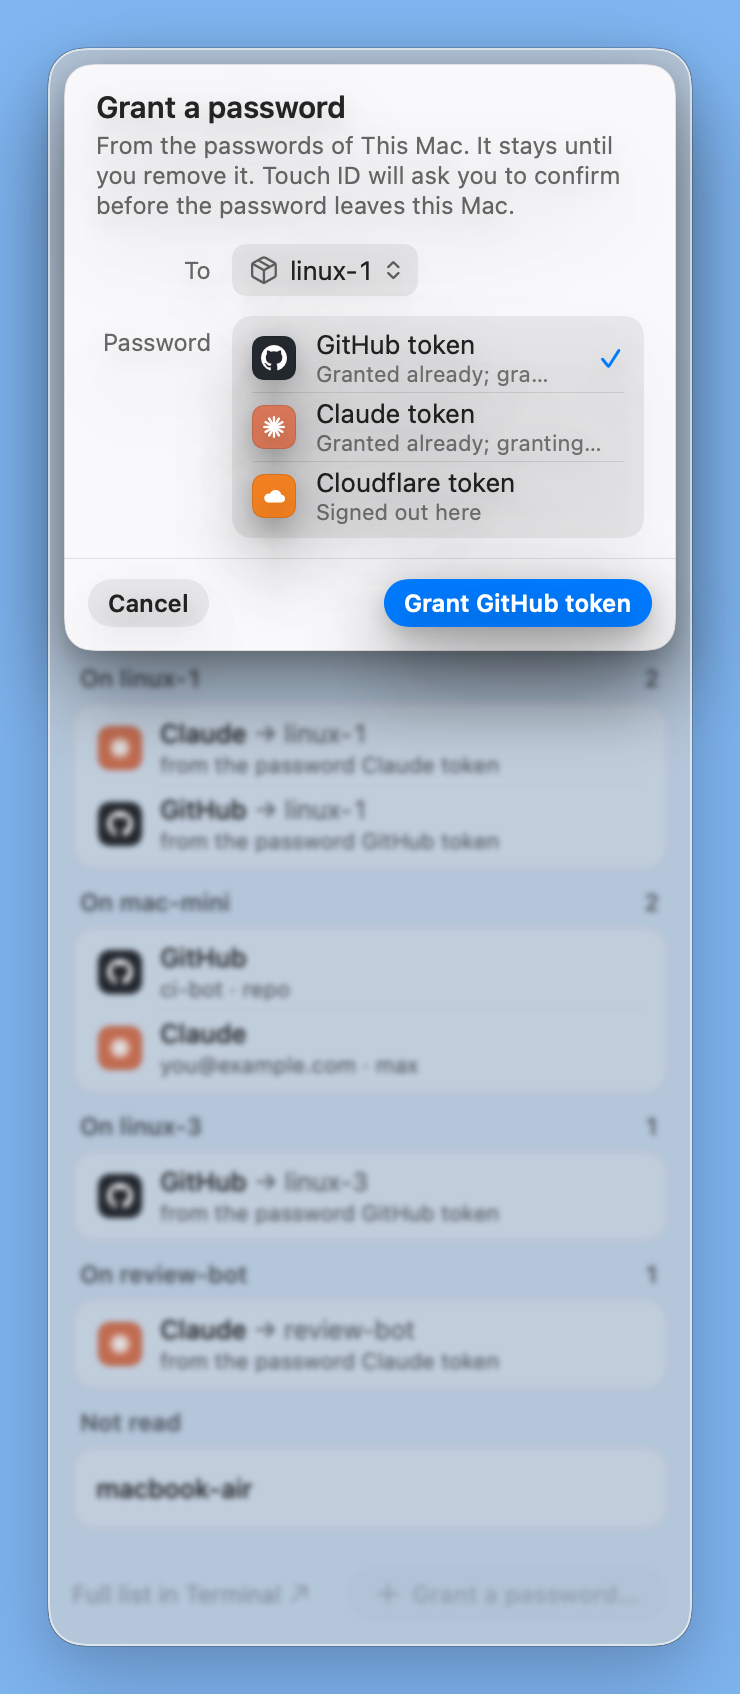 Grant a password
From the passwords of This Mac. It stays until
you remove it. Touch ID will ask you to confirm
before the password leaves this Mac.
To
linux-1
Password
GitHub token
Granted already; gra...
Claude token
Granted already; granting...
Cloudflare token
Signed out here
Cancel
Grant GitHub token
On linux-1 2
Claude → linux-1
from the password Claude token
GitHub → linux-1
from the password GitHub token
On mac-mini 2
GitHub
ci-bot · repo
Claude
you@example.com · max
On linux-3 1
GitHub → linux-3
from the password GitHub token
On review-bot 1
Claude → review-bot
from the password Claude token
Not read
macbook-air
Full list in Terminal ↗
+ Grant a password...